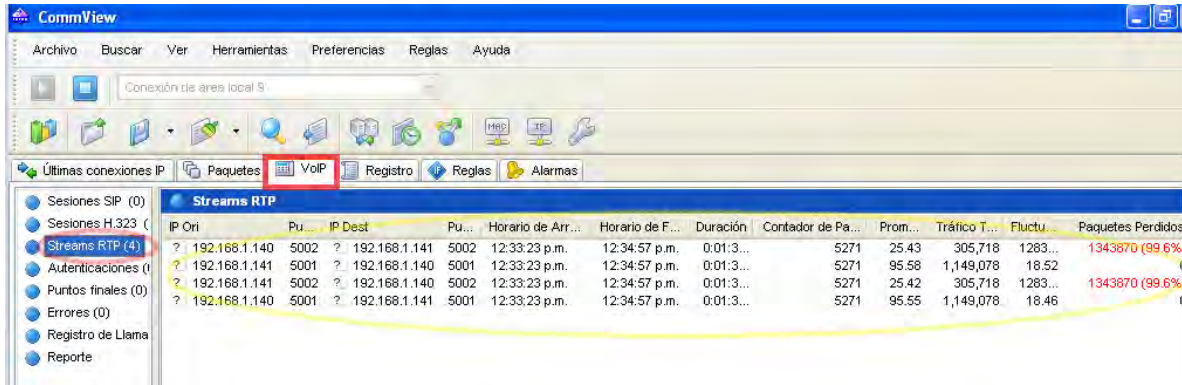 CommView
Archivo Buscar Ver Herramientas Preferencias Reglas Ayuda
Conexión de area local 9
MAC IP
Últimas conexiones IP Paquetes VoIP Registro Reglas Alarmas
Sesiones SIP (0)
Sesiones H.323 (
Streams RTP (4)
Autenticaciones (
Puntos finales (0)
Errores (0)
Registro de Llama
Reporte
Streams RTP
IP Ori Pu... IP Dest Pu... Horario de Arr... Horario de F... Duración Contador de Pa... Prom... Tráfico T... Fluctu... Paquetes Perdidos
? 192.168.1.140 5002 ? 192.168.1.141 5002 12:33:23 p.m. 12:34:57 p.m. 0:01:3... 5271 25.43 305,718 1283... 1343870 (99.6%
? 192.168.1.141 5001 ? 192.168.1.140 5001 12:33:23 p.m. 12:34:57 p.m. 0:01:3... 5271 95.58 1,149,078 18.52
? 192.168.1.141 5002 ? 192.168.1.140 5002 12:33:23 p.m. 12:34:57 p.m. 0:01:3... 5271 25.42 305,718 1283... 1343870 (99.6%
? 192.168.1.140 5001 ? 192.168.1.141 5001 12:33:23 p.m. 12:34:57 p.m. 0:01:3... 5271 95.55 1,149,078 18.46